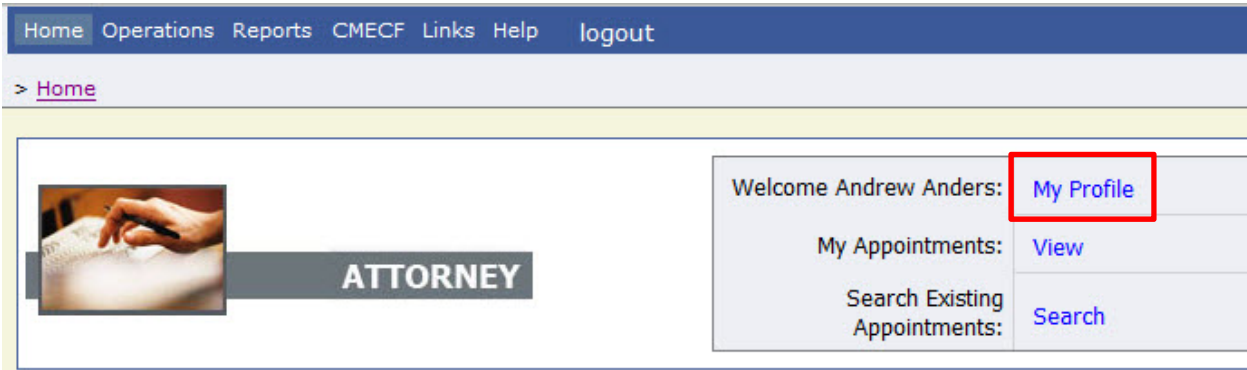 Home Operations Reports CMECF Links Help logout
> Home
ATTORNEY
Welcome Andrew Anders: My Profile
My Appointments: View
Search Existing
Appointments: Search